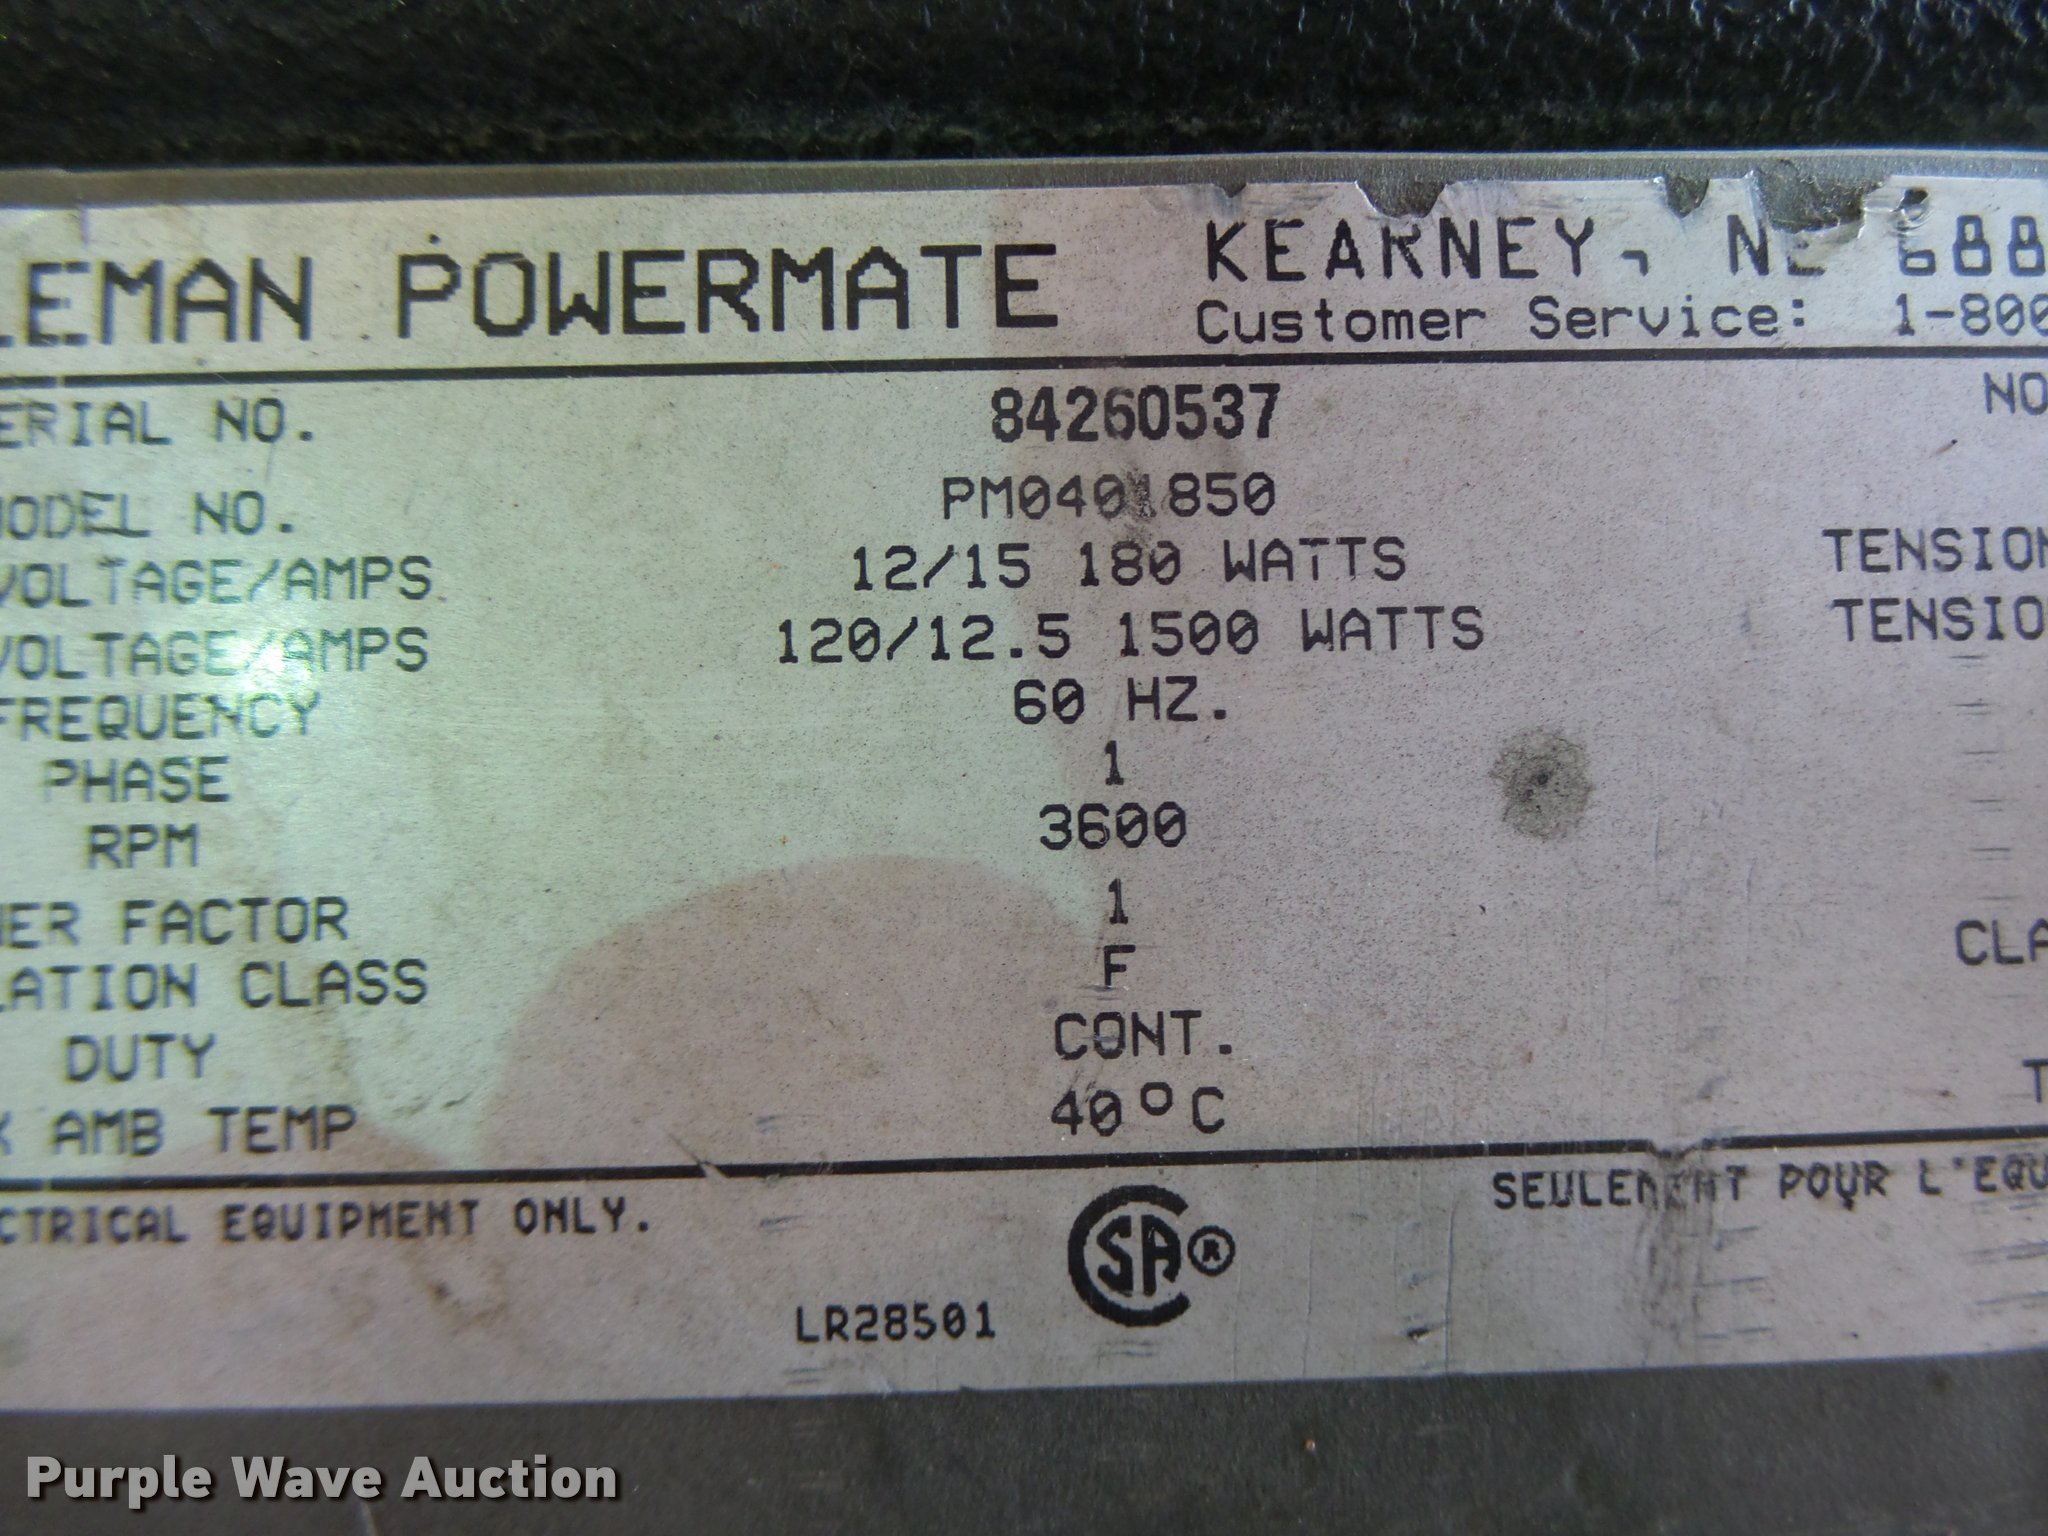 LEMAN POWERMATE KEARNEY, NE 688
Customer Service: 1-800
ERIAL NO. 84260537 NO
MODEL NO. PM0401850
VOLTAGE/AMPS 12/15 180 WATTS TENSION
VOLTAGE/AMPS 120/12.5 1500 WATTS TENSIO
FREQUENCY 60 HZ.
PHASE 1
RPM 3600
WER FACTOR 1
LATION CLASS F CLA
DUTY CONT.
X AMB TEMP 40°C T
CTRICAL EQUIPMENT ONLY. SEULEMENT POUR L'EQU
CSA®
LR28501
Purple Wave Auction